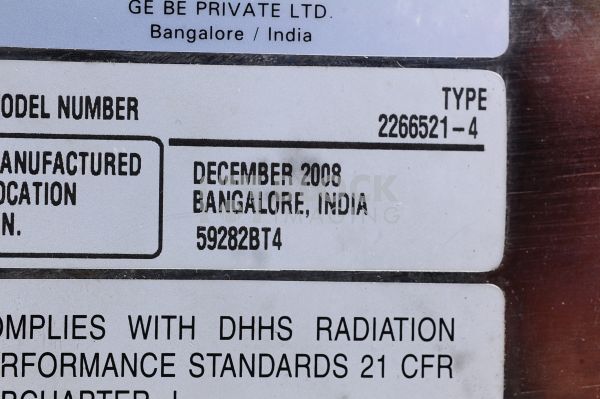 GE BE PRIVATE LTD.
Bangalore / India
ODEL NUMBER
TYPE
2266521-4
ANUFACTURED
OCATION
N.
DECEMBER 2008
BANGALORE, INDIA
59282BT4
OMPLIES WITH DHHS RADIATION
RFORMANCE STANDARDS 21 CFR